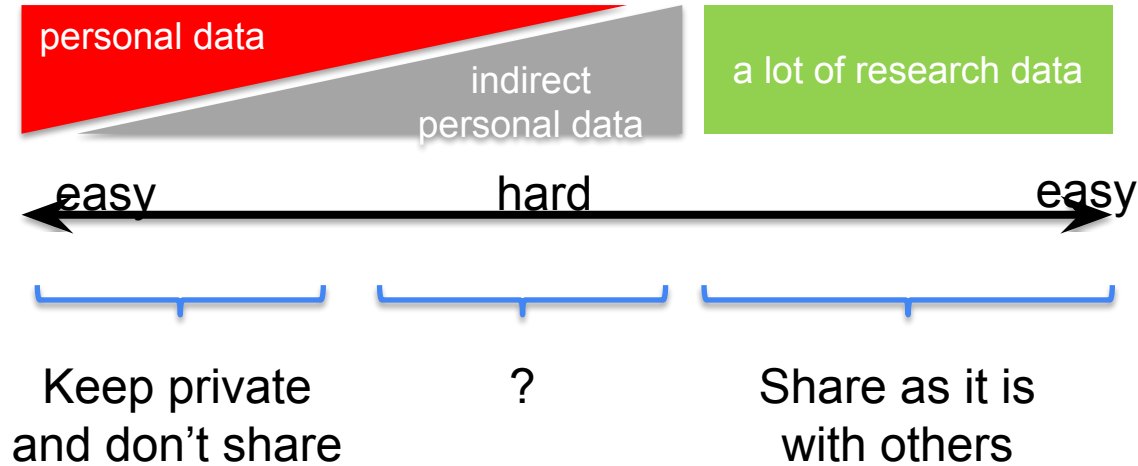 personal data
indirect
personal data
a lot of research data
easy
hard
easy
Keep private
and don’t share
?
Share as it is
with others